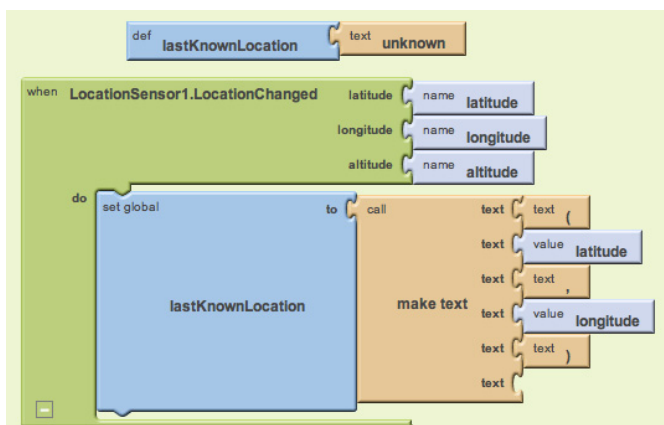 def lastKnownLocation text unknown
when LocationSensor1.LocationChanged latitude name latitude
longitude name longitude
altitude name altitude
do set global lastKnownLocation to call make text text text (
text value latitude
text text ,
text value longitude
text text )
text